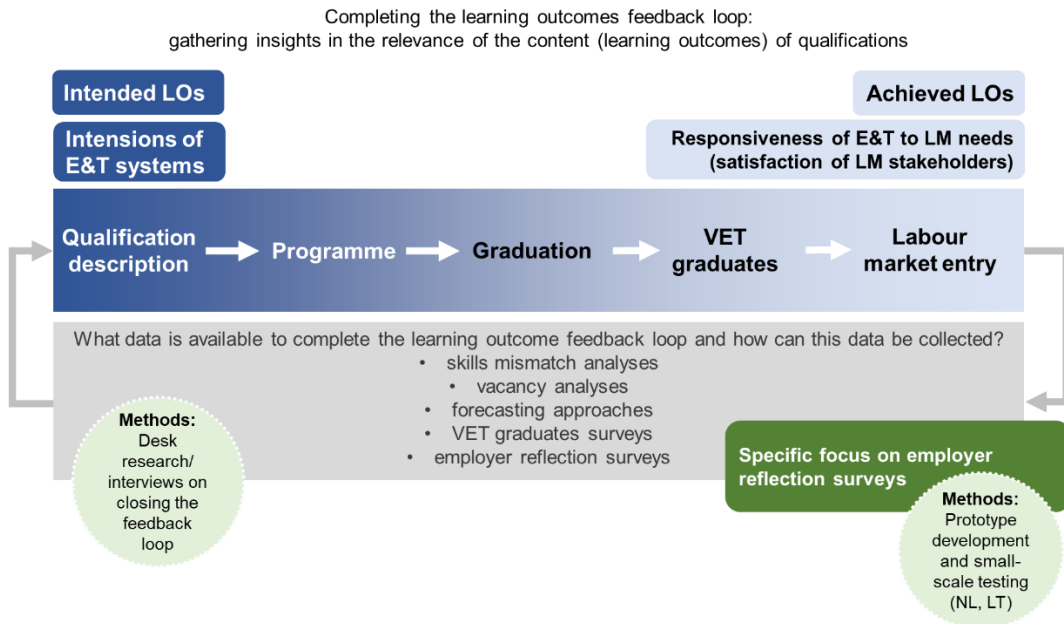 Completing the learning outcomes feedback loop:
gathering insights in the relevance of the content (learning outcomes) of qualifications
Intended LOs
Achieved LOs
Intensions of
E&T systems
Responsiveness of E&T to LM needs
(satisfaction of LM stakeholders)
Qualification
description
Programme
Graduation
VET
graduates
Labour
market entry
What data is available to complete the learning outcome feedback loop and how can this data be collected?
• skills mismatch analyses
• vacancy analyses
• forecasting approaches
• VET graduates surveys
• employer reflection surveys
Methods:
Desk
research/
interviews on
closing the
feedback
loop
Specific focus on employer
reflection surveys
Methods:
Prototype
development
and small-
scale testing
(NL, LT)